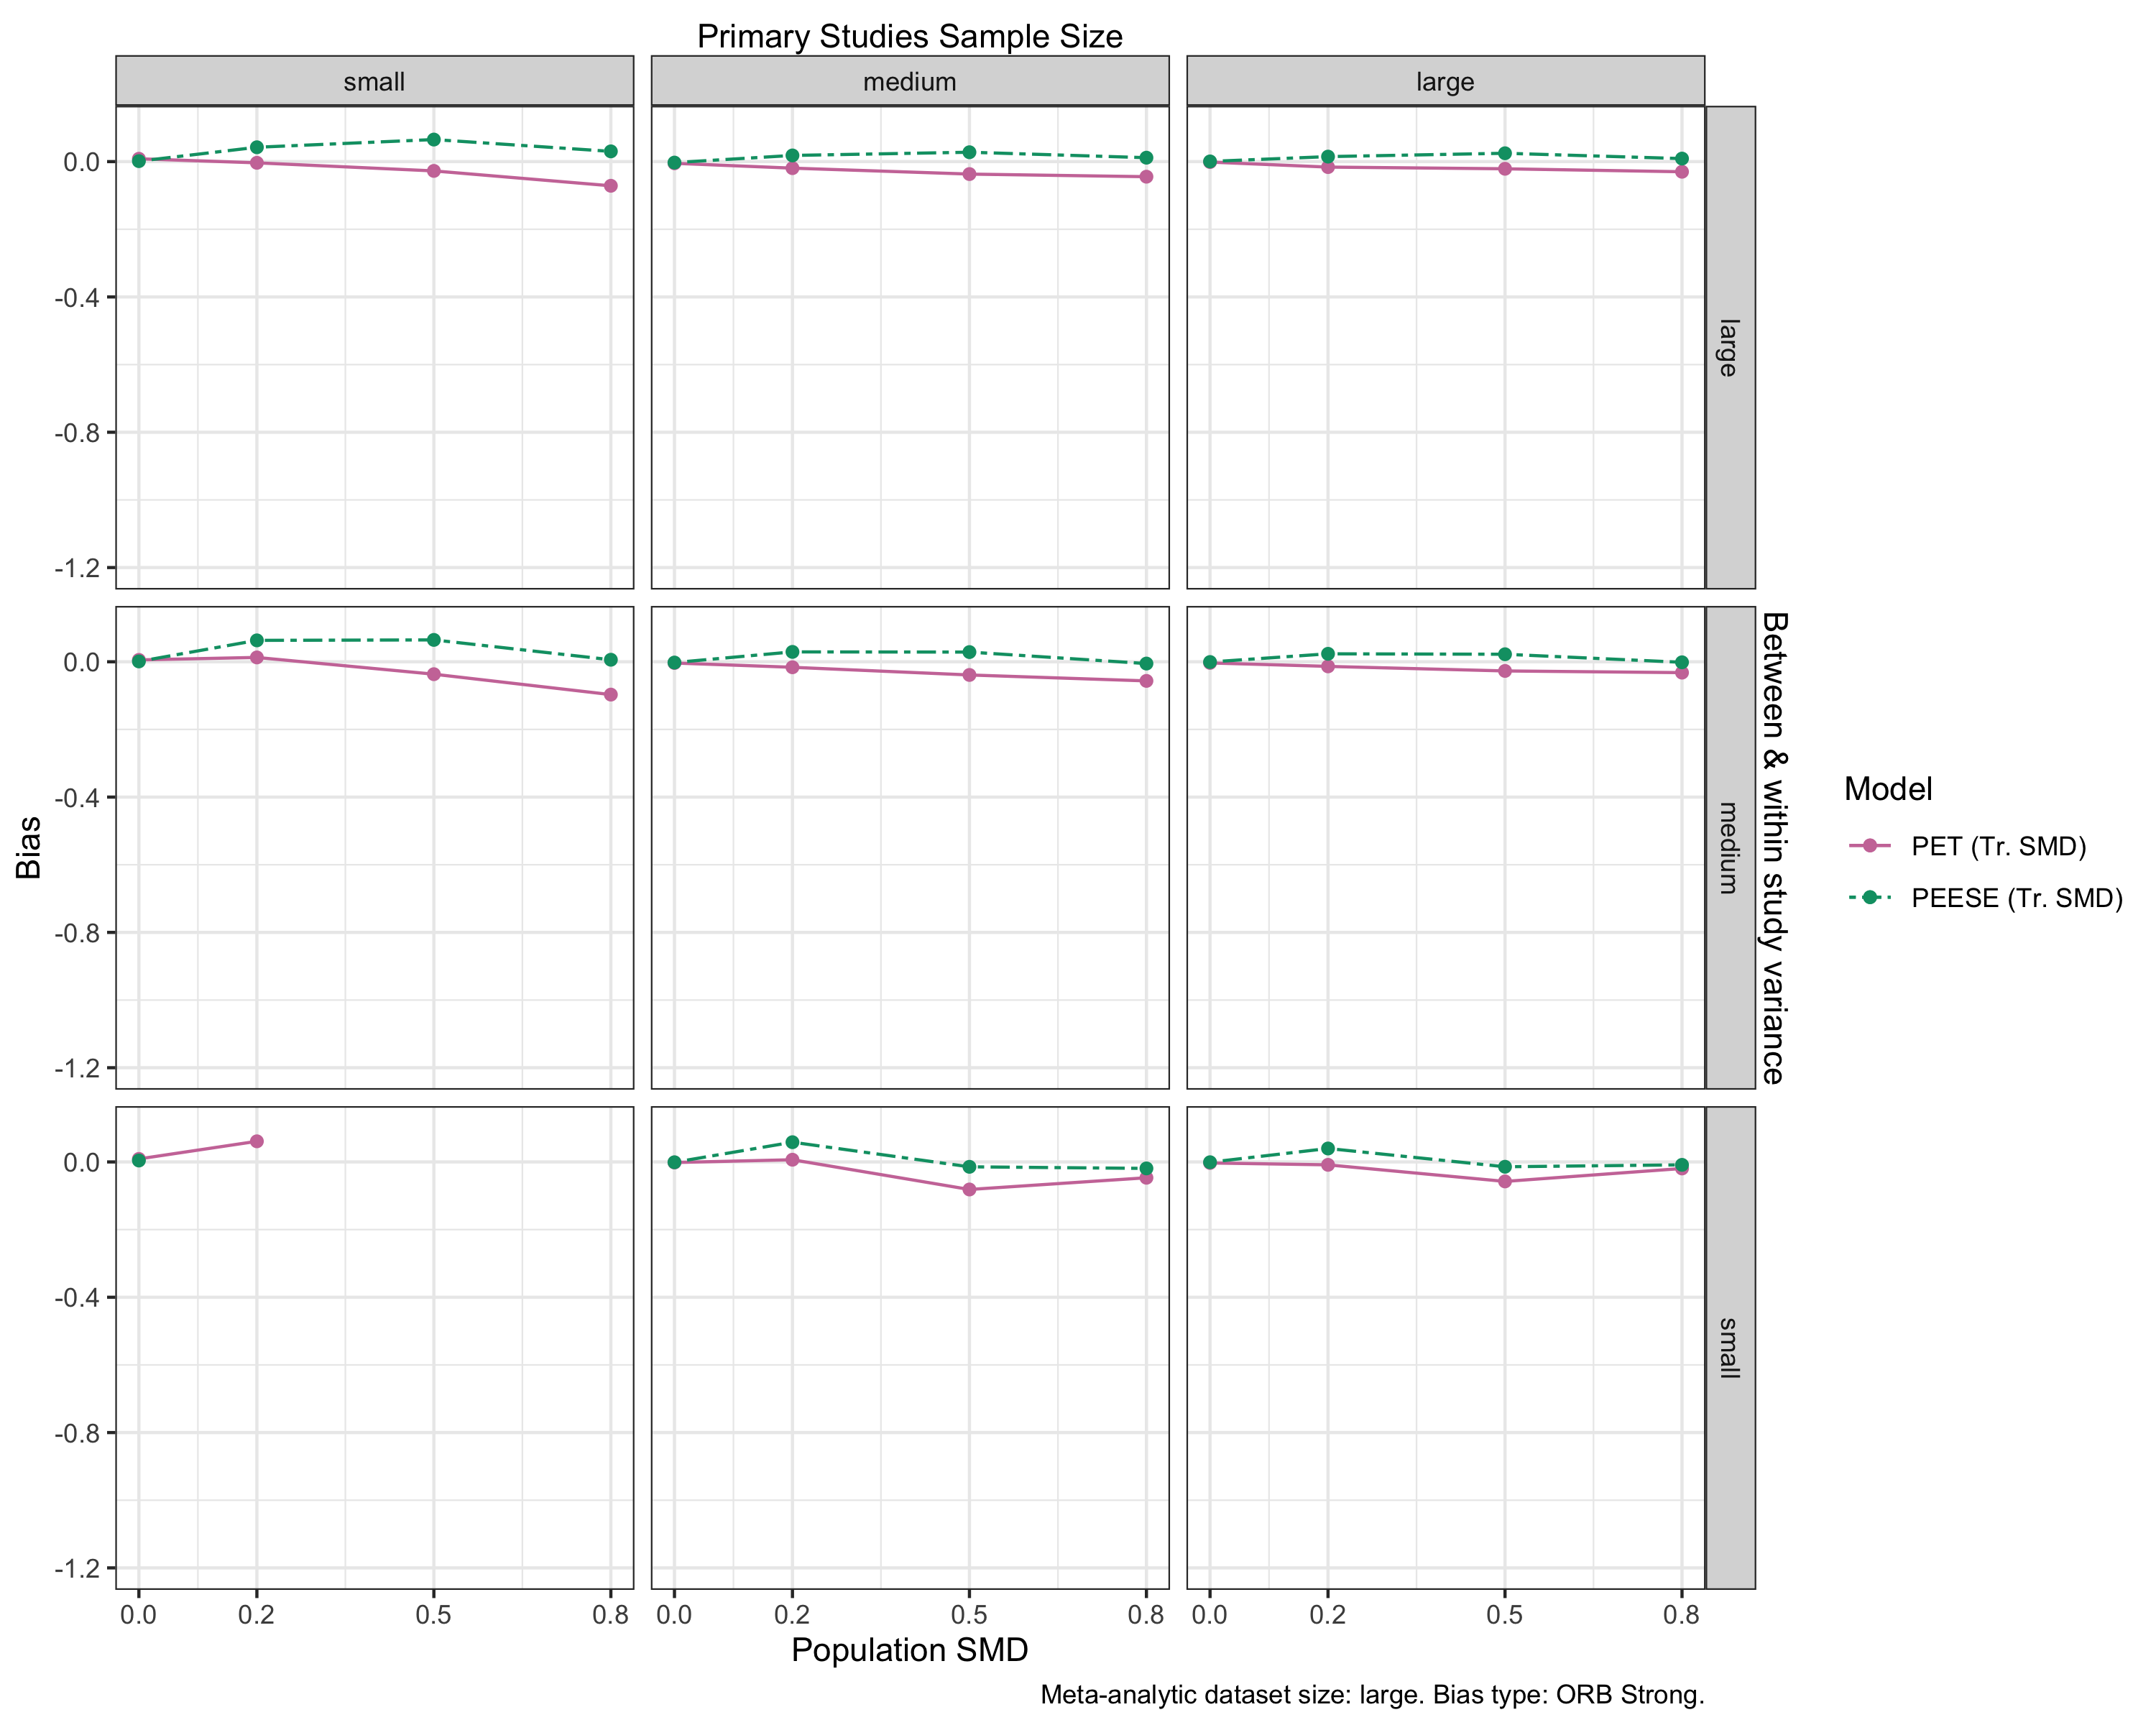 Primary Studies Sample Size
small medium large
0.0
-0.4
-0.8
-1.2
large
0.0
-0.4
-0.8
-1.2
medium
0.0
-0.4
-0.8
-1.2
small
Bias
Between & within study variance
0.0 0.2 0.5 0.8 0.0 0.2 0.5 0.8 0.0 0.2 0.5 0.8
Population SMD
Meta-analytic dataset size: large. Bias type: ORB Strong.
Model
PET (Tr. SMD)
PEESE (Tr. SMD)